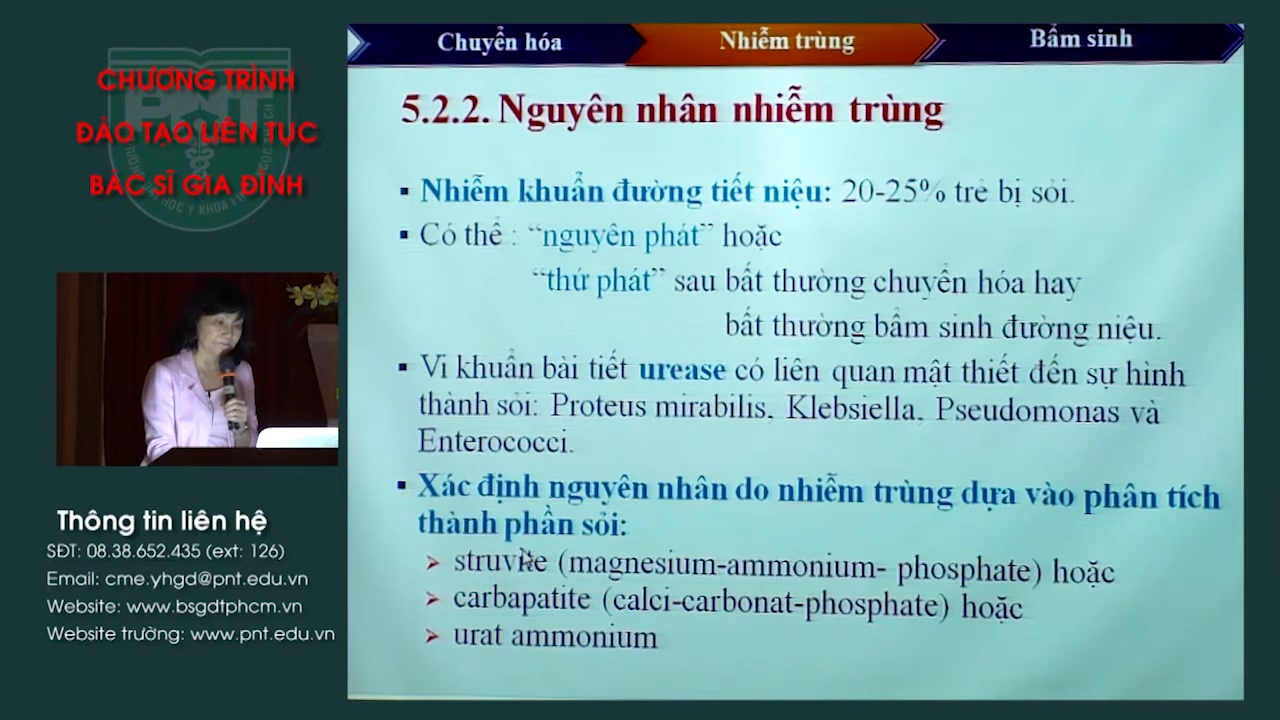 CHƯƠNG TRÌNH
ĐÀO TẠO LIÊN TỤC
BÁC SĨ GIA ĐÌNH
PNT
Thông tin liên hệ
SĐT: 08.38.652.435 (ext: 126)
Email: cme.yhgd@pnt.edu.vn
Website: www.bsgdtphcm.vn
Website trường: www.pnt.edu.vn
Chuyển hóa
Nhiễm trùng
Bẩm sinh
5.2.2. Nguyên nhân nhiễm trùng
▪ Nhiễm khuẩn đường tiết niệu: 20-25% trẻ bị sỏi.
▪ Có thể : “nguyên phát” hoặc
“thứ phát” sau bất thường chuyển hóa hay
bất thường bẩm sinh đường niệu.
▪ Vi khuẩn bài tiết urease có liên quan mật thiết đến sự hình
thành sỏi: Proteus mirabilis, Klebsiella, Pseudomonas và
Enterococci.
▪ Xác định nguyên nhân do nhiễm trùng dựa vào phân tích
thành phần sỏi:
➢ struvite (magnesium-ammonium- phosphate) hoặc
➢ carbapatite (calci-carbonat-phosphate) hoặc
➢ urat ammonium